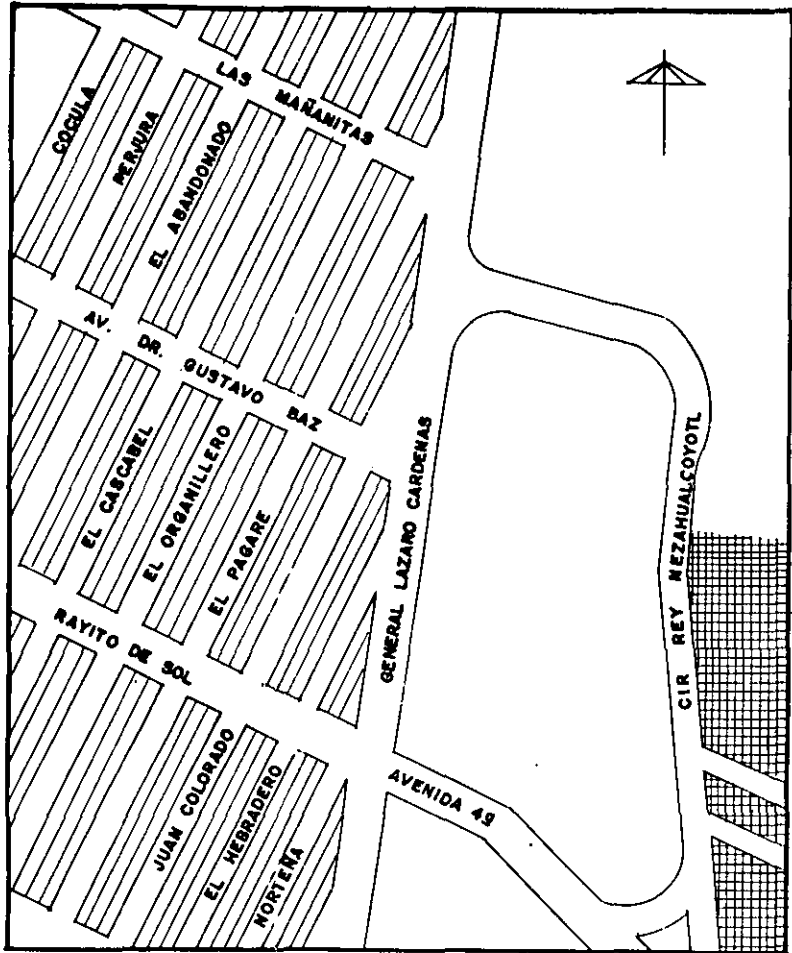 LAS MAÑANITAS
COCULA
PERJURA
EL ABANDONADO
AV. DR. GUSTAVO BAZ
EL CASCABEL
EL ORGANILLERO
EL PAGARE
GENERAL LAZARO CARDENAS
CIR REY NEZAHUALCOYOTL
RAYITO DE SOL
JUAN COLORADO
EL HEBRADERO
NORTEÑA
AVENIDA 49